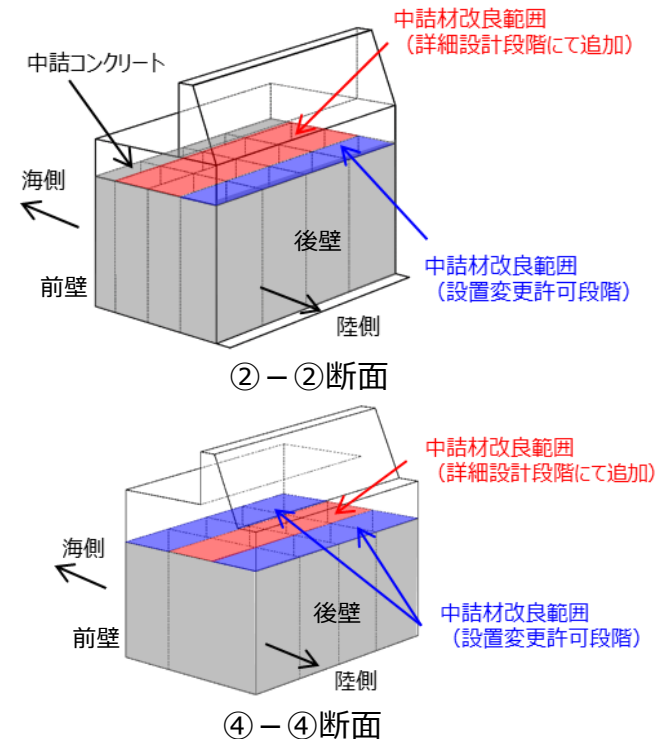 中詰材改良範囲
（詳細設計段階にて追加）
中詰コンクリート
海側
後壁
前壁
中詰材改良範囲
（設置変更許可段階）
陸側
②－②断面
中詰材改良範囲
（詳細設計段階にて追加）
海側
後壁
中詰材改良範囲
（設置変更許可段階）
前壁
陸側
④－④断面